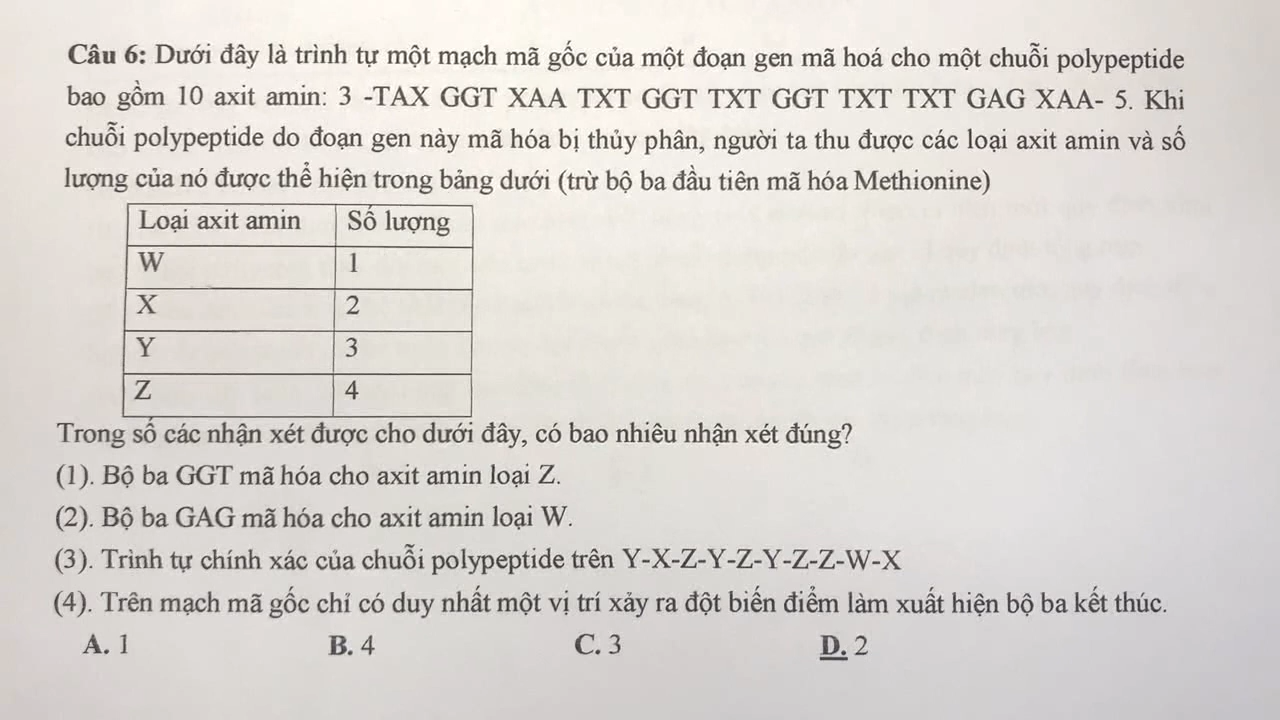 Câu 6: Dưới đây là trình tự một mạch mã gốc của một đoạn gen mã hoá cho một chuỗi polypeptide
bao gồm 10 axit amin: 3 -TAX GGT XAA TXT GGT TXT GGT TXT TXT GAG XAA- 5. Khi
chuỗi polypeptide do đoạn gen này mã hóa bị thủy phân, người ta thu được các loại axit amin và số
lượng của nó được thể hiện trong bảng dưới (trừ bộ ba đầu tiên mã hóa Methionine)
Loại axit amin Số lượng
W 1
X 2
Y 3
Z 4
Trong số các nhận xét được cho dưới đây, có bao nhiêu nhận xét đúng?
(1). Bộ ba GGT mã hóa cho axit amin loại Z.
(2). Bộ ba GAG mã hóa cho axit amin loại W.
(3). Trình tự chính xác của chuỗi polypeptide trên Y-X-Z-Y-Z-Y-Z-Z-W-X
(4). Trên mạch mã gốc chỉ có duy nhất một vị trí xảy ra đột biến điểm làm xuất hiện bộ ba kết thúc.
A. 1 B. 4 C. 3 D. 2